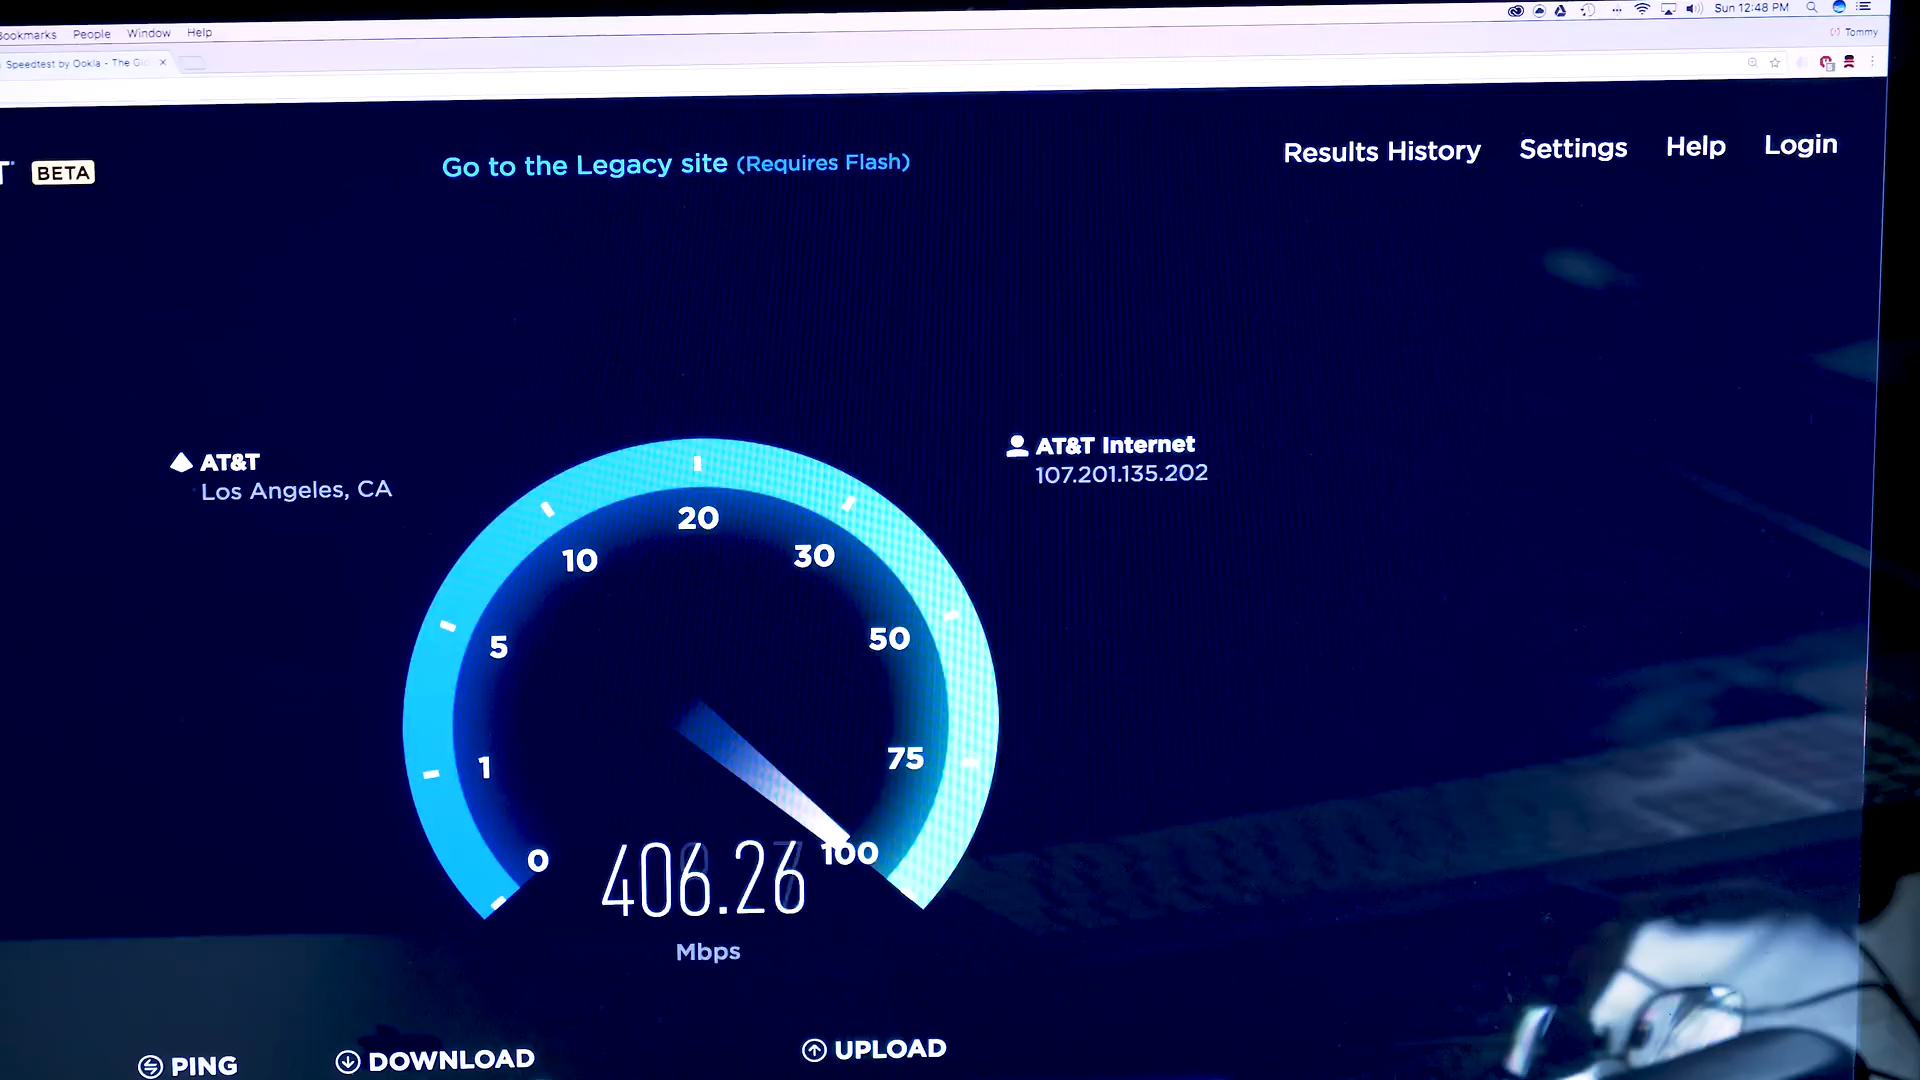 Bookmarks People Window Help
Sun 12:48 PM
Tommy
Speedtest by Ookla - The Glo
BETA
Go to the Legacy site (Requires Flash)
Results History Settings Help Login
AT&T
Los Angeles, CA
AT&T Internet
107.201.135.202
20
10
30
5
50
1
75
0
100
406.26
Mbps
PING
DOWNLOAD
UPLOAD